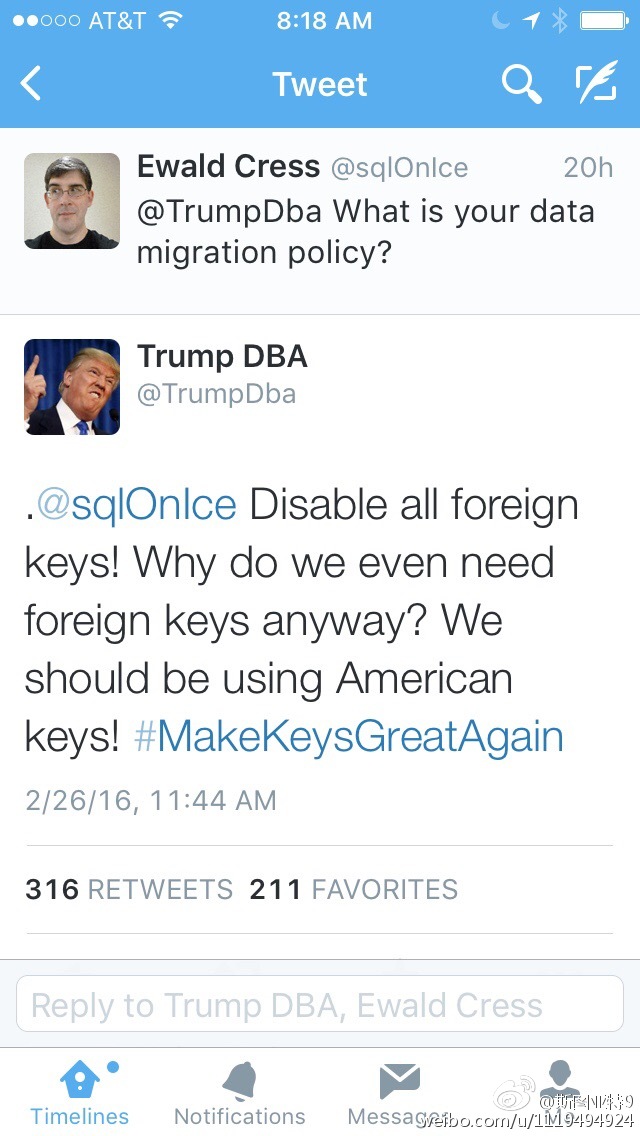 AT&T 8:18 AM
Tweet
Ewald Cress @sqlOnIce 20h
@TrumpDba What is your data
migration policy?
Trump DBA
@TrumpDba
.@sqlOnIce Disable all foreign
keys! Why do we even need
foreign keys anyway? We
should be using American
keys! #MakeKeysGreatAgain
2/26/16, 11:44 AM
316 RETWEETS 211 FAVORITES
Reply to Trump DBA, Ewald Cress
Timelines Notifications Messages
weibo.com/u/1119494924